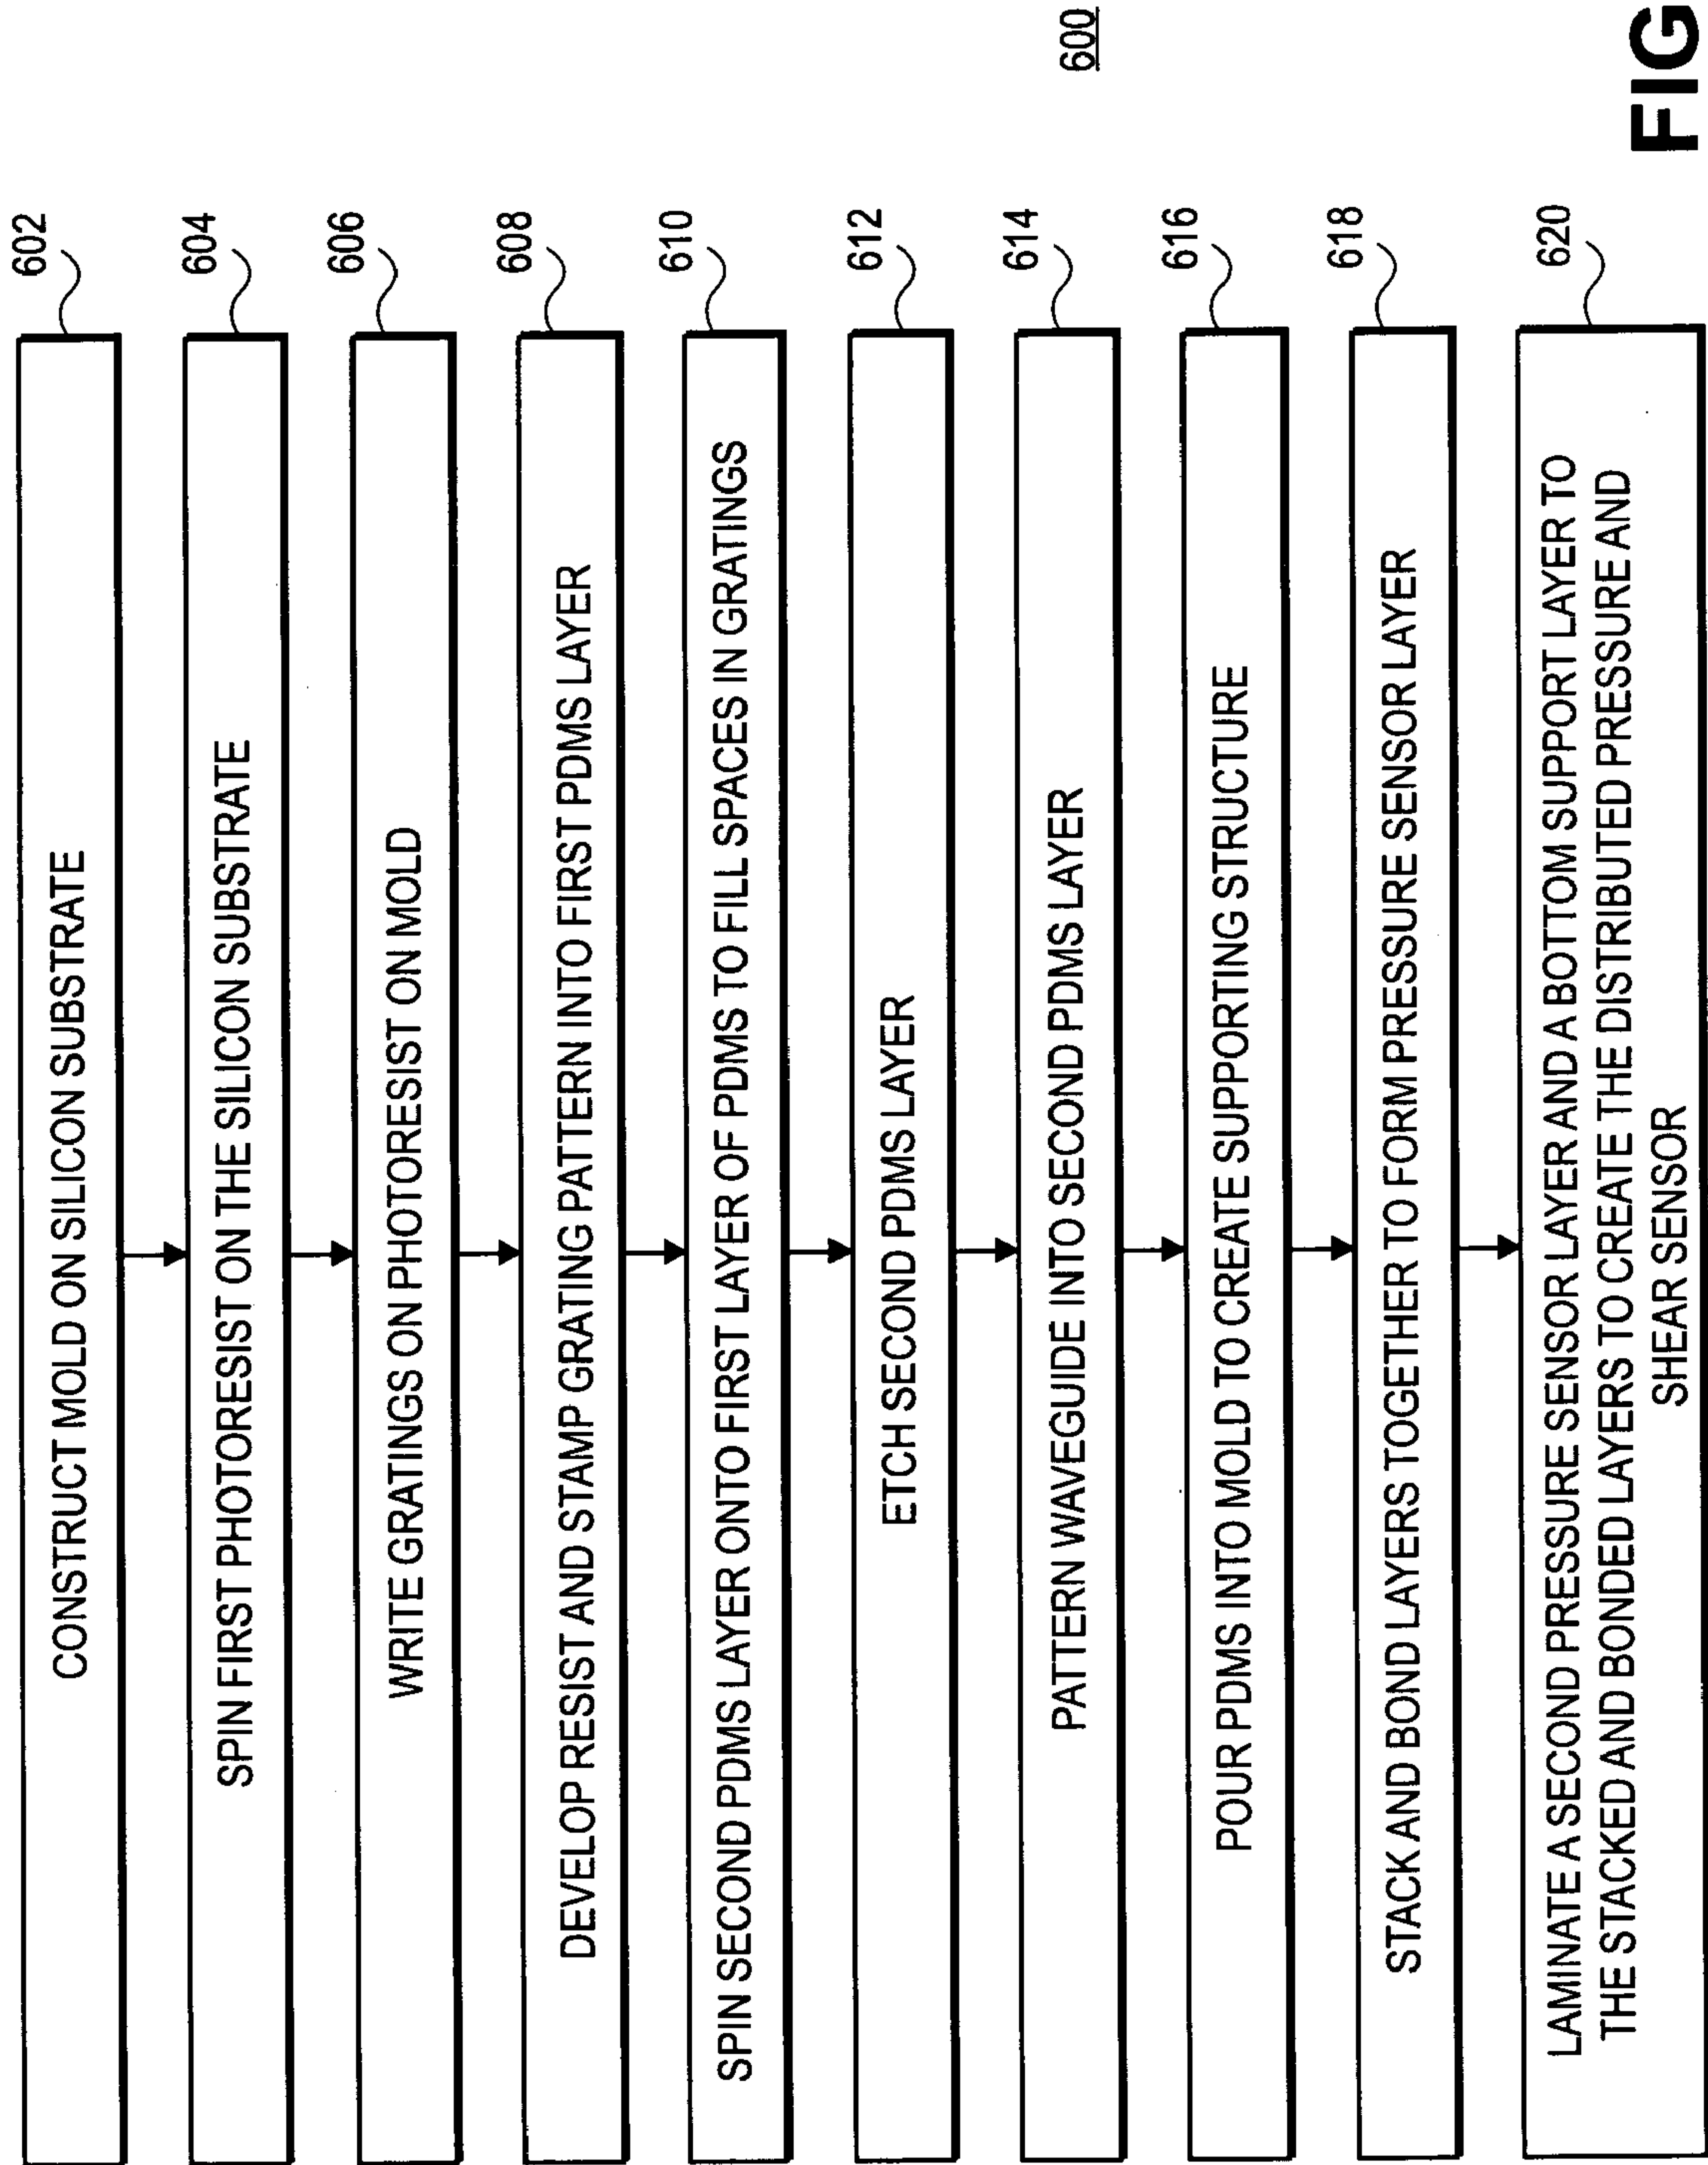 602
CONSTRUCT MOLD ON SILICON SUBSTRATE
604
SPIN FIRST PHOTORESIST ON THE SILICON SUBSTRATE
606
WRITE GRATINGS ON PHOTORESIST ON MOLD
608
DEVELOP RESIST AND STAMP GRATING PATTERN INTO FIRST PDMS LAYER
610
SPIN SECOND PDMS LAYER ONTO FIRST LAYER OF PDMS TO FILL SPACES IN GRATINGS
612
ETCH SECOND PDMS LAYER
614
PATTERN WAVEGUIDE INTO SECOND PDMS LAYER
616
POUR PDMS INTO MOLD TO CREATE SUPPORTING STRUCTURE
618
STACK AND BOND LAYERS TOGETHER TO FORM PRESSURE SENSOR LAYER
620
LAMINATE A SECOND PRESSURE SENSOR LAYER AND A BOTTOM SUPPORT LAYER TO
THE STACKED AND BONDED LAYERS TO CREATE THE DISTRIBUTED PRESSURE AND
SHEAR SENSOR
600
FIG